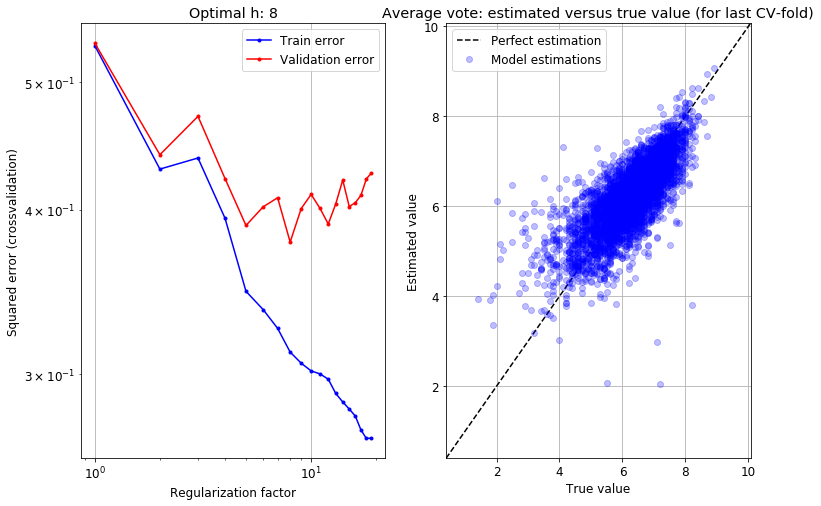 Optimal h: 8
Train error
Validation error
5 × 10⁻¹
4 × 10⁻¹
3 × 10⁻¹
Squared error (crossvalidation)
10⁰
10¹
Regularization factor
Average vote: estimated versus true value (for last CV-fold)
Perfect estimation
Model estimations
10
8
6
4
2
Estimated value
2
4
6
8
10
True value